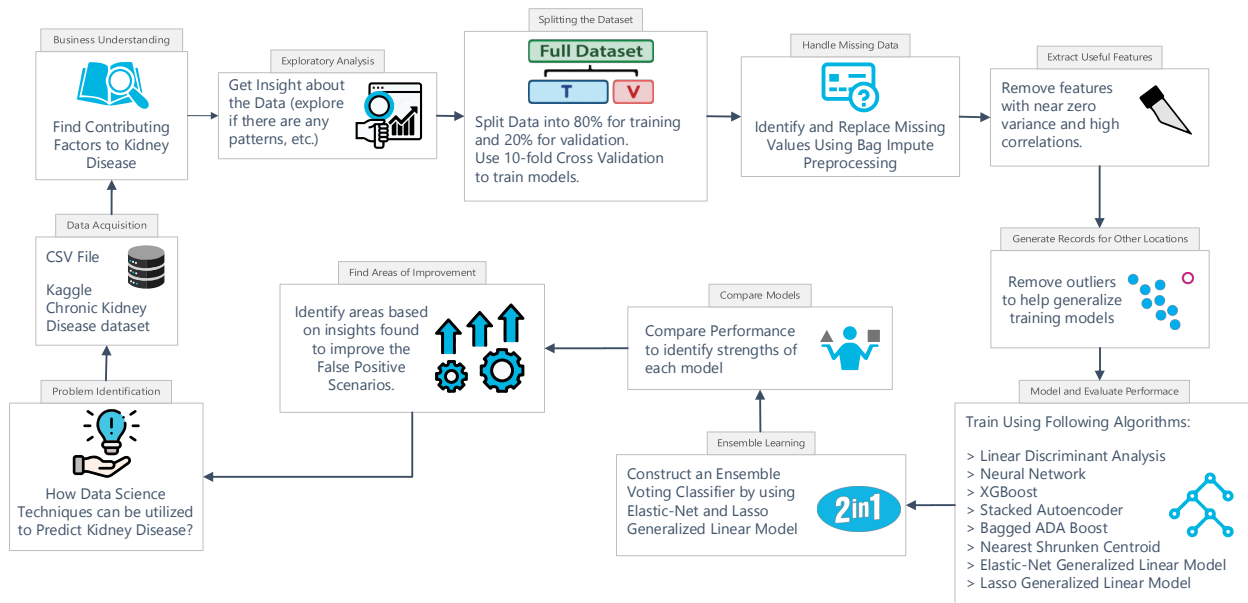 Business Understanding
Find Contributing
Factors to Kidney
Disease
Exploratory Analysis
Get Insight about
the Data (explore
if there are any
patterns, etc.)
Splitting the Dataset
Full Dataset
T
V
Split Data into 80% for training
and 20% for validation.
Use 10-fold Cross Validation
to train models.
Handle Missing Data
?
Identify and Replace Missing
Values Using Bag Impute
Preprocessing
Extract Useful Features
Remove features
with near zero
variance and high
correlations.
Data Acquisition
CSV File
Kaggle
Chronic Kidney
Disease dataset
Find Areas of Improvement
Identify areas based
on insights found
to improve the
False Positive
Scenarios.
Compare Models
Compare Performance
to identify strengths of
each model
Generate Records for Other Locations
Remove outliers
to help generalize
training models
Problem Identification
How Data Science
Techniques can be utilized
to Predict Kidney Disease?
Ensemble Learning
Construct an Ensemble
Voting Classifier by using
Elastic-Net and Lasso
Generalized Linear Model
2in1
Model and Evaluate Performace
Train Using Following Algorithms:
> Linear Discriminant Analysis
> Neural Network
> XGBoost
> Stacked Autoencoder
> Bagged ADA Boost
> Nearest Shrunken Centroid
> Elastic-Net Generalized Linear Model
> Lasso Generalized Linear Model